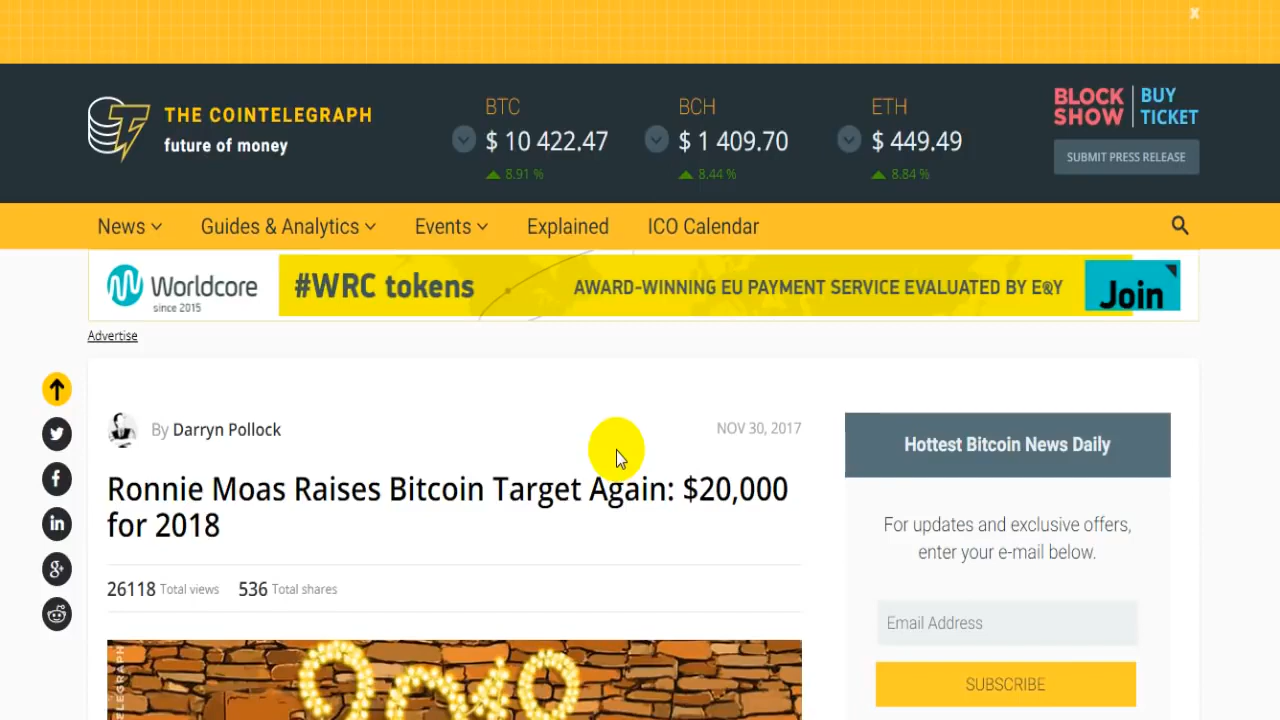 x
THE COINTELEGRAPH
future of money
BTC
$ 10 422.47
8.91 %
BCH
$ 1 409.70
8.44 %
ETH
$ 449.49
8.84 %
BLOCK
SHOW
BUY
TICKET
SUBMIT PRESS RELEASE
News
Guides & Analytics
Events
Explained
ICO Calendar
Worldcore
since 2015
#WRC tokens
AWARD-WINNING EU PAYMENT SERVICE EVALUATED BY E&Y
Join
Advertise
By Darryn Pollock
NOV 30, 2017
Ronnie Moas Raises Bitcoin Target Again: $20,000
for 2018
26118 Total views
536 Total shares
Hottest Bitcoin News Daily
For updates and exclusive offers,
enter your e-mail below.
Email Address
SUBSCRIBE